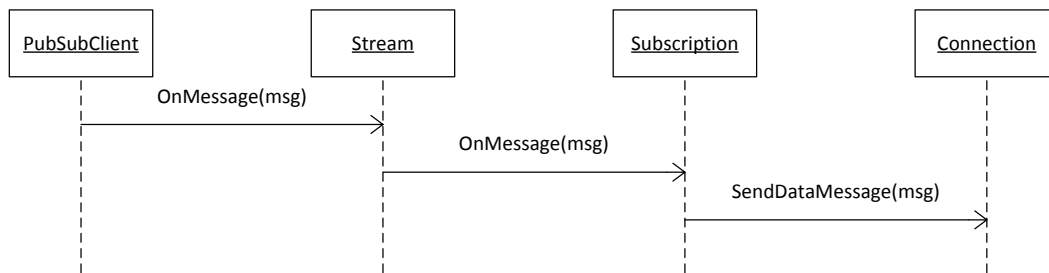 PubSubClient
Stream
Subscription
Connection
OnMessage(msg)
OnMessage(msg)
SendDataMessage(msg)